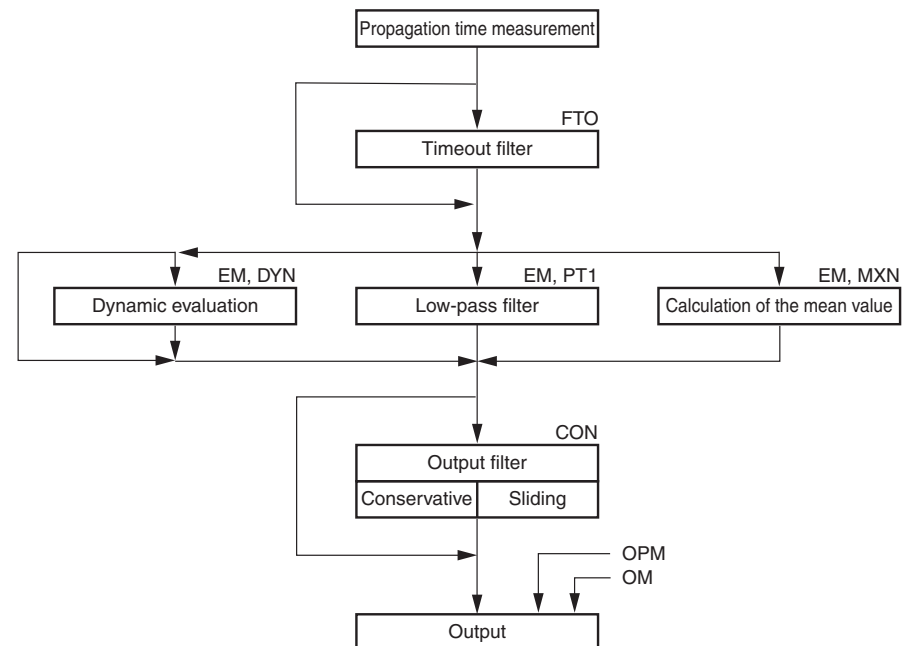 Propagation time measurement
FTO
Timeout filter
EM, DYN
Dynamic evaluation
EM, PT1
Low-pass filter
EM, MXN
Calculation of the mean value
CON
Output filter
Conservative
Sliding
OPM
OM
Output